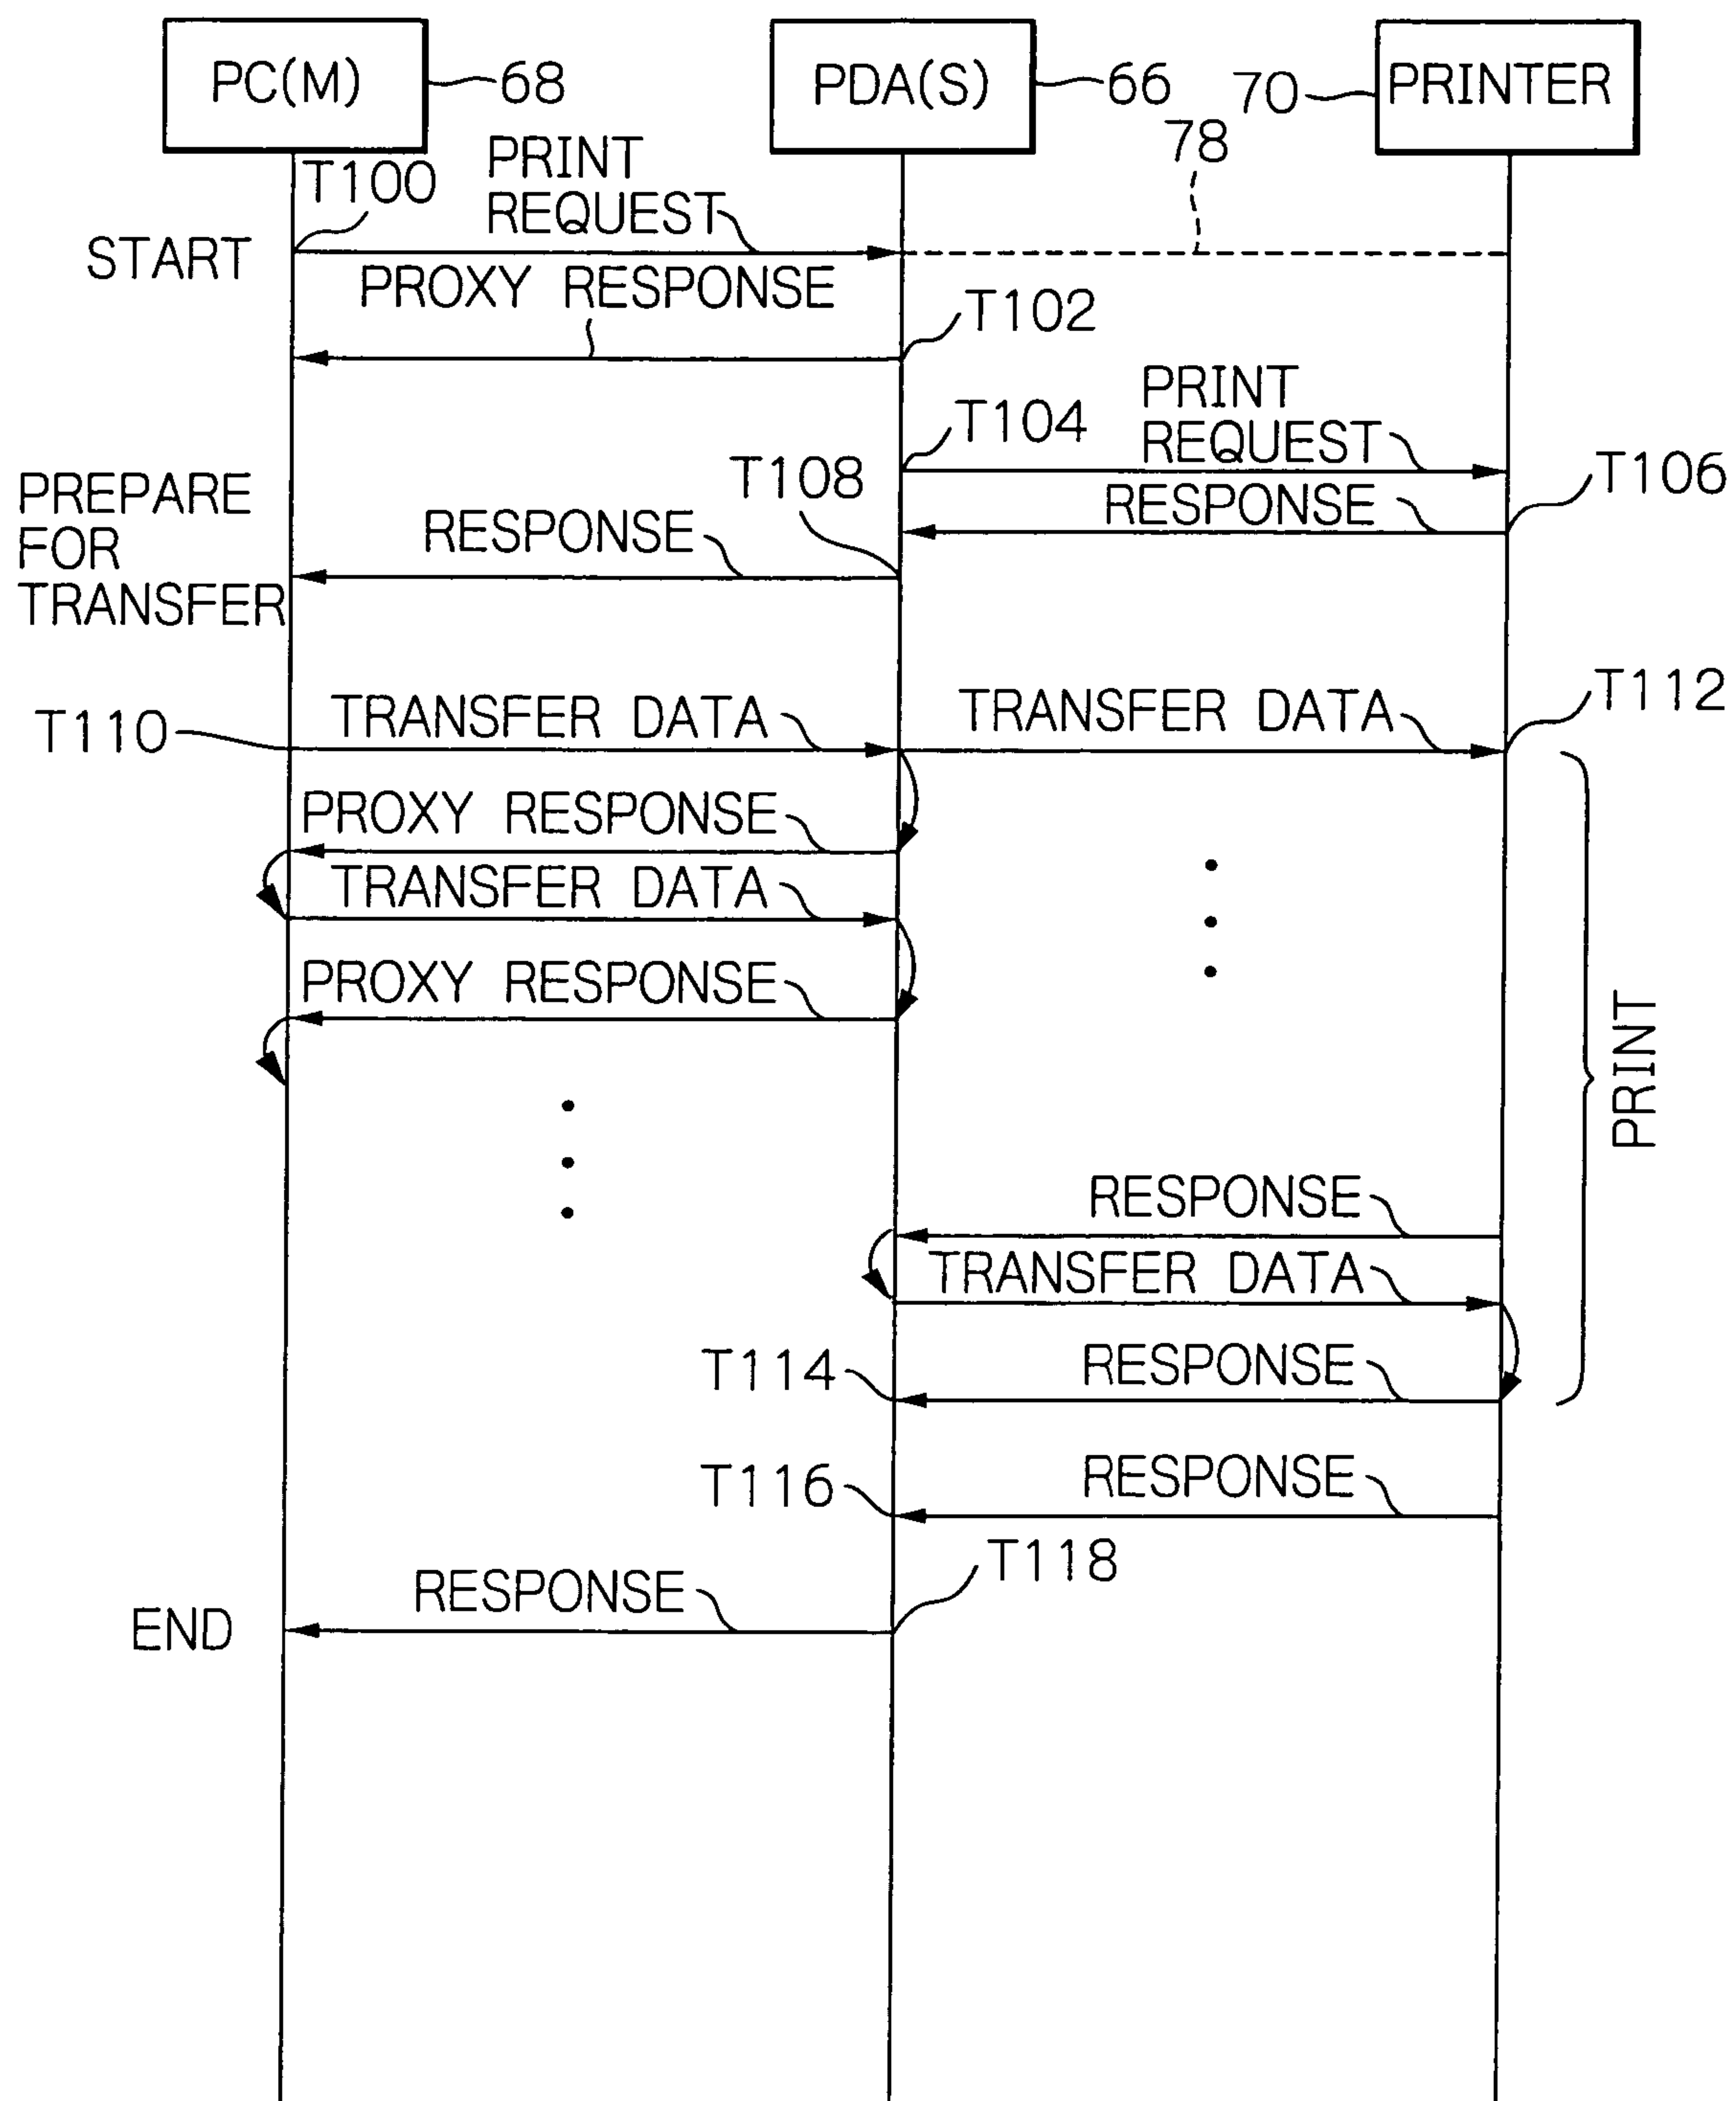 PC(M)
68
PDA(S)
66
70
PRINTER
78
T100
PRINT
REQUEST
START
PROXY RESPONSE
T102
PRINT
REQUEST
T104
T108
T106
RESPONSE
PREPARE
FOR
TRANSFER
RESPONSE
T110
TRANSFER DATA
TRANSFER DATA
T112
PROXY RESPONSE
TRANSFER DATA
PROXY RESPONSE
PRINT
RESPONSE
TRANSFER DATA
T114
RESPONSE
T116
RESPONSE
T118
RESPONSE
END